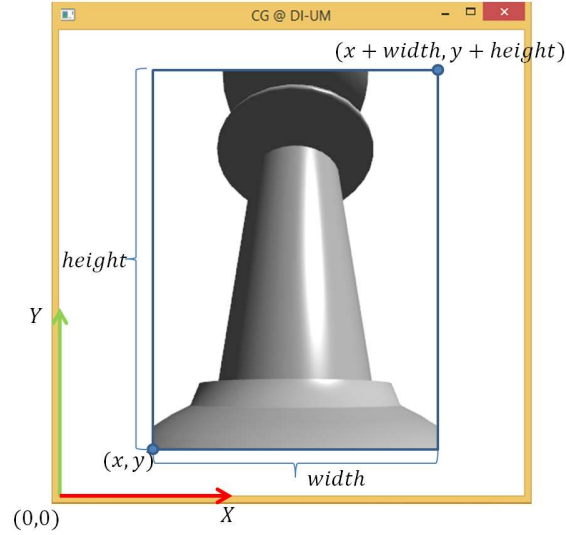 CG @ DI-UM
(x + width, y + height)
height
Y
(x, y)
width
X
(0,0)